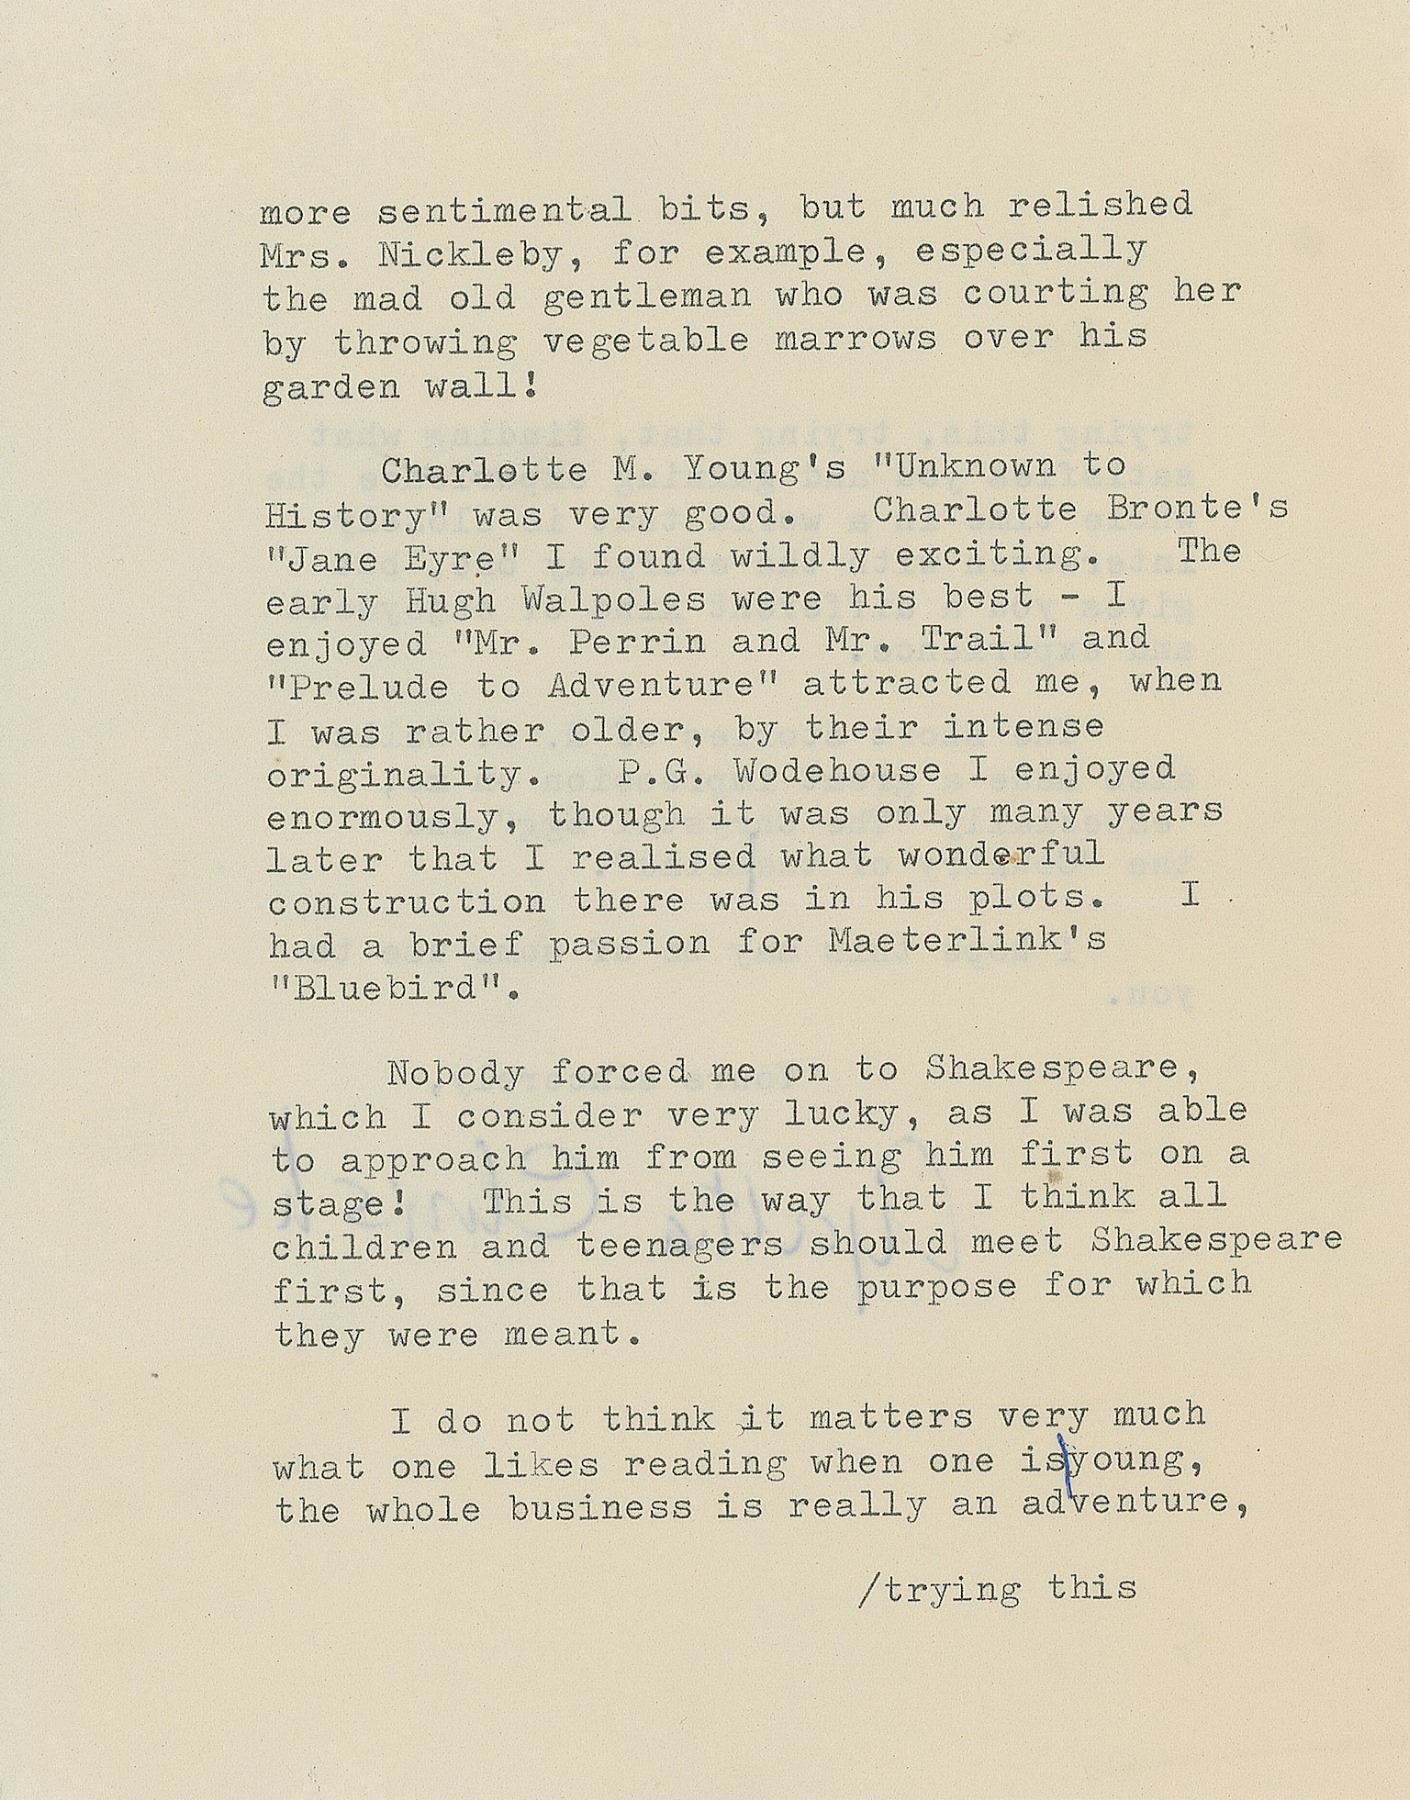 more sentimental bits, but much relished
Mrs. Nickleby, for example, especially
the mad old gentleman who was courting her
by throwing vegetable marrows over his
garden wall!
Charlotte M. Young's "Unknown to
History" was very good. Charlotte Bronte's
"Jane Eyre" I found wildly exciting. The
early Hugh Walpoles were his best - I
enjoyed "Mr. Perrin and Mr. Trail" and
"Prelude to Adventure" attracted me, when
I was rather older, by their intense
originality. P.G. Wodehouse I enjoyed
enormously, though it was only many years
later that I realised what wonderful
construction there was in his plots. I
had a brief passion for Maeterlink's
"Bluebird".
Nobody forced me on to Shakespeare,
which I consider very lucky, as I was able
to approach him from seeing him first on a
stage! This is the way that I think all
children and teenagers should meet Shakespeare
first, since that is the purpose for which
they were meant.
I do not think it matters very much
what one likes reading when one is young,
the whole business is really an adventure,
/trying this